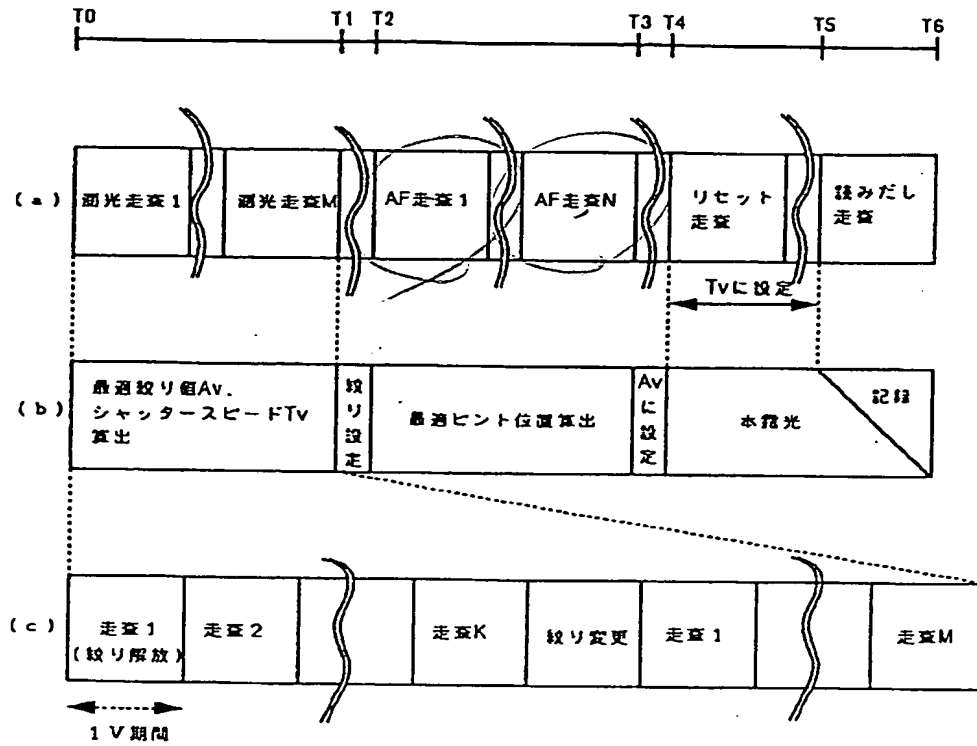 T0 T1 T2 T3 T4 T5 T6
(a)
測光走査1
測光走査M
AF走査1
AF走査N
リセット
走査
読みだし
走査
Tvに設定
(b)
最適絞り値Av.
シャッタースピードTv
算出
絞り設定
最適ピント位置算出
Avに設定
本露光
記録
(c)
走査1
(絞り解放)
走査2
走査K
絞り変更
走査1
走査M
1V期間